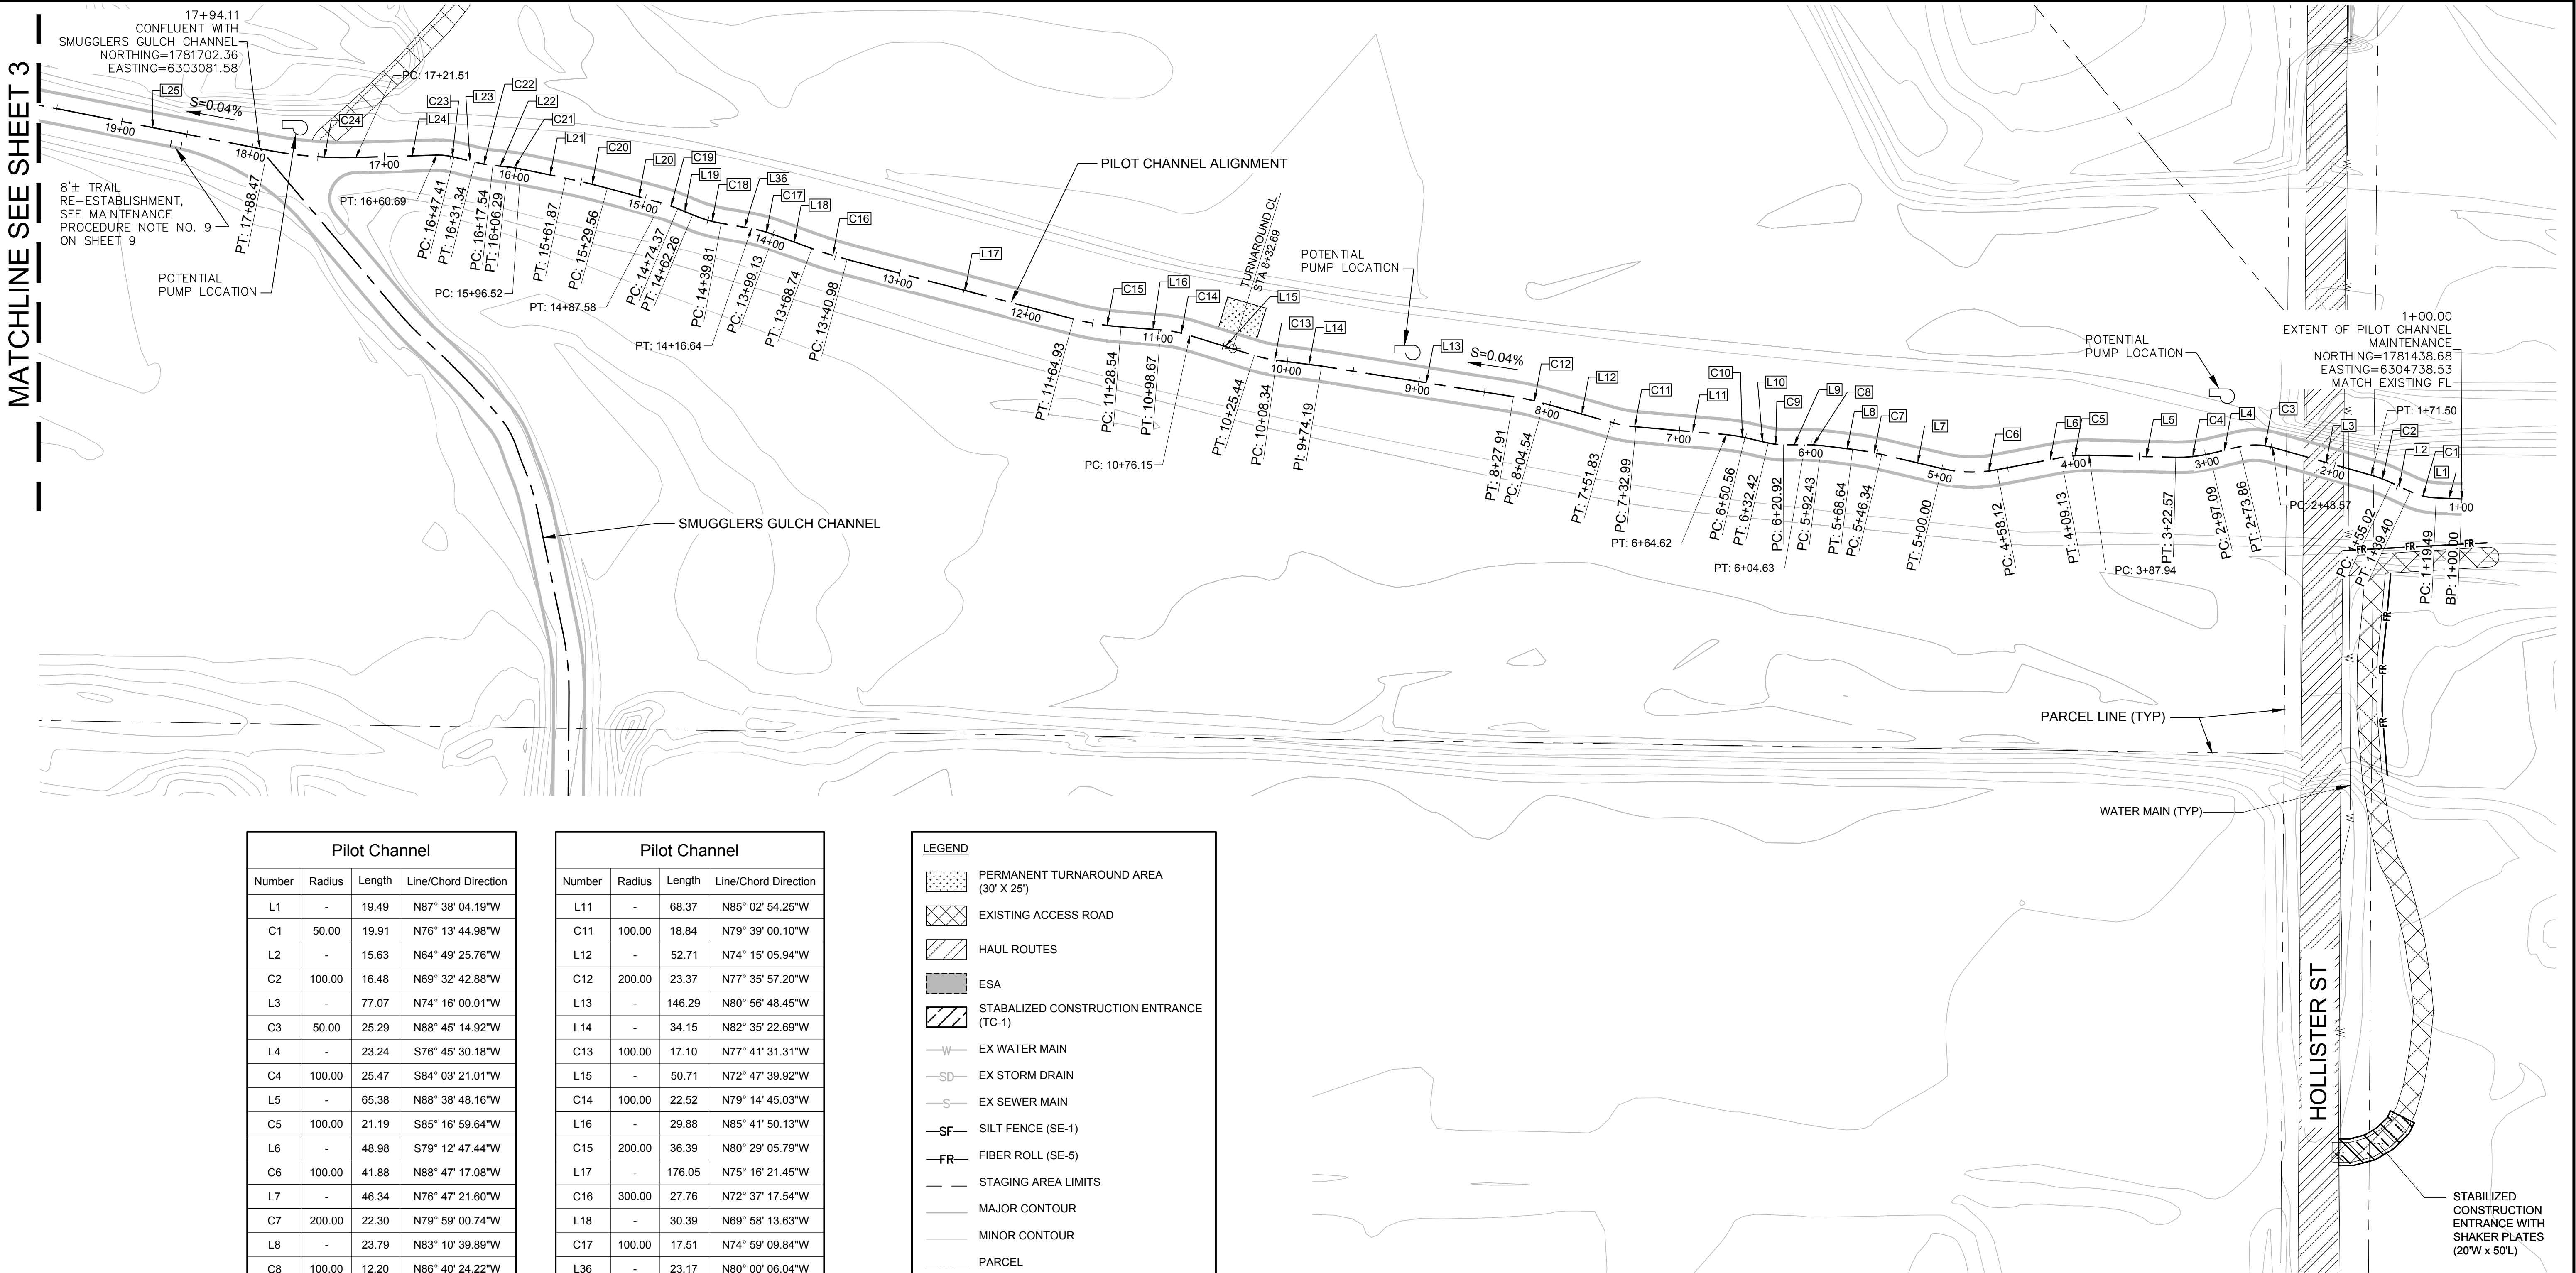 MATCHLINE SEE SHEET 3
17+94.11
CONFLUENT WITH
SMUGGLERS GULCH CHANNEL
NORTHING=1781702.36
EASTING=6303081.58
L25
S=0.04%
19+00
18+00
8'± TRAIL
RE-ESTABLISHMENT,
SEE MAINTENANCE
PROCEDURE NOTE NO. 9
ON SHEET 9
PT: 17+88.47
POTENTIAL
PUMP LOCATION
PC: 17+21.51
C24
17+00
L24
C23
L23
C22
L22
C21
L21
C20
L20
C19
L19
C18
L36
C17
L18
C16
PT: 16+60.69
PC: 16+47.41
PT: 16+31.34
PC: 16+17.54
PT: 16+06.29
16+00
PC: 15+96.52
PT: 15+61.87
PC: 15+29.56
15+00
PT: 14+87.58
PC: 14+74.37
PT: 14+62.26
PC: 14+39.81
PT: 14+16.64
14+00
PC: 13+99.13
PT: 13+68.74
PC: 13+40.98
13+00
L17
PILOT CHANNEL ALIGNMENT
12+00
PT: 11+64.93
C15
L16
C14
PC: 11+28.54
11+00
PT: 10+98.67
PC: 10+76.15
TURNAROUND CL
STA 8+32.69
L15
C13
L14
PT: 10+25.44
PC: 10+08.34
10+00
PI: 9+74.19
POTENTIAL
PUMP LOCATION
L13
S=0.04%
9+00
C12
L12
C11
PT: 8+27.91
PC: 8+04.54
8+00
PT: 7+51.83
PC: 7+32.99
L11
7+00
PT: 6+64.62
C10
L10
C9
L9
C8
L8
C7
L7
PC: 6+50.56
PT: 6+32.42
PC: 6+20.92
PT: 6+04.63
6+00
PC: 5+92.43
PT: 5+68.64
PC: 5+46.34
5+00
PT: 5+00.00
C6
PC: 4+58.12
L6
C5
4+00
PT: 4+09.13
PC: 3+87.94
L5
PT: 3+22.57
C4
L4
C3
3+00
PC: 2+97.09
PT: 2+73.86
PC: 2+48.57
POTENTIAL
PUMP LOCATION
L3
2+00
PT: 1+71.50
C2
L2
C1
L1
1+00
PC: 1+55.02
PT: 1+39.40
PC: 1+19.49
BP: 1+00.00
1+00.00
EXTENT OF PILOT CHANNEL
MAINTENANCE
NORTHING=1781438.68
EASTING=6304738.53
MATCH EXISTING FL
FR
FR
FR
FR
FR
FR
W
W
W
W
W
SMUGGLERS GULCH CHANNEL
PARCEL LINE (TYP)
WATER MAIN (TYP)
HOLLISTER ST
STABILIZED
CONSTRUCTION
ENTRANCE WITH
SHAKER PLATES
(20'W x 50'L)
Pilot Channel
Number Radius Length Line/Chord Direction
L1 - 19.49 N87° 38' 04.19"W
C1 50.00 19.91 N76° 13' 44.98"W
L2 - 15.63 N64° 49' 25.76"W
C2 100.00 16.48 N69° 32' 42.88"W
L3 - 77.07 N74° 16' 00.01"W
C3 50.00 25.29 N88° 45' 14.92"W
L4 - 23.24 S76° 45' 30.18"W
C4 100.00 25.47 S84° 03' 21.01"W
L5 - 65.38 N88° 38' 48.16"W
C5 100.00 21.19 S85° 16' 59.64"W
L6 - 48.98 S79° 12' 47.44"W
C6 100.00 41.88 N88° 47' 17.08"W
L7 - 46.34 N76° 47' 21.60"W
C7 200.00 22.30 N79° 59' 00.74"W
L8 - 23.79 N83° 10' 39.89"W
C8 100.00 12.20 N86° 40' 24.22"W
Pilot Channel
Number Radius Length Line/Chord Direction
L11 - 68.37 N85° 02' 54.25"W
C11 100.00 18.84 N79° 39' 00.10"W
L12 - 52.71 N74° 15' 05.94"W
C12 200.00 23.37 N77° 35' 57.20"W
L13 - 146.29 N80° 56' 48.45"W
L14 - 34.15 N82° 35' 22.69"W
C13 100.00 17.10 N77° 41' 31.31"W
L15 - 50.71 N72° 47' 39.92"W
C14 100.00 22.52 N79° 14' 45.03"W
L16 - 29.88 N85° 41' 50.13"W
C15 200.00 36.39 N80° 29' 05.79"W
L17 - 176.05 N75° 16' 21.45"W
C16 300.00 27.76 N72° 37' 17.54"W
L18 - 30.39 N69° 58' 13.63"W
C17 100.00 17.51 N74° 59' 09.84"W
L36 - 23.17 N80° 00' 06.04"W
LEGEND
PERMANENT TURNAROUND AREA
(30' X 25')
EXISTING ACCESS ROAD
HAUL ROUTES
ESA
STABALIZED CONSTRUCTION ENTRANCE
(TC-1)
W EX WATER MAIN
SD EX STORM DRAIN
S EX SEWER MAIN
SF SILT FENCE (SE-1)
FR FIBER ROLL (SE-5)
STAGING AREA LIMITS
MAJOR CONTOUR
MINOR CONTOUR
PARCEL